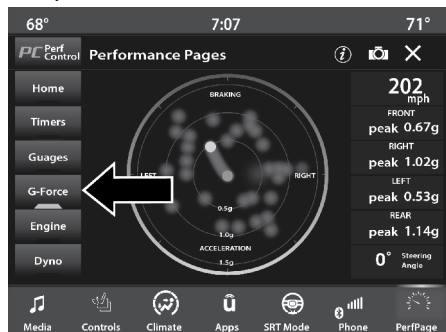 68° 7:07 71°
PC Perf Control Performance Pages i X
Home
Timers
Guages
G-Force
Engine
Dyno
BRAKING
LEFT
RIGHT
0.5g
1.0g
ACCELERATION
1.5g
202 mph
FRONT
peak 0.67g
RIGHT
peak 1.02g
LEFT
peak 0.53g
REAR
peak 1.14g
0° Steering Angle
Media Controls Climate Apps SRT Mode Phone PerfPage